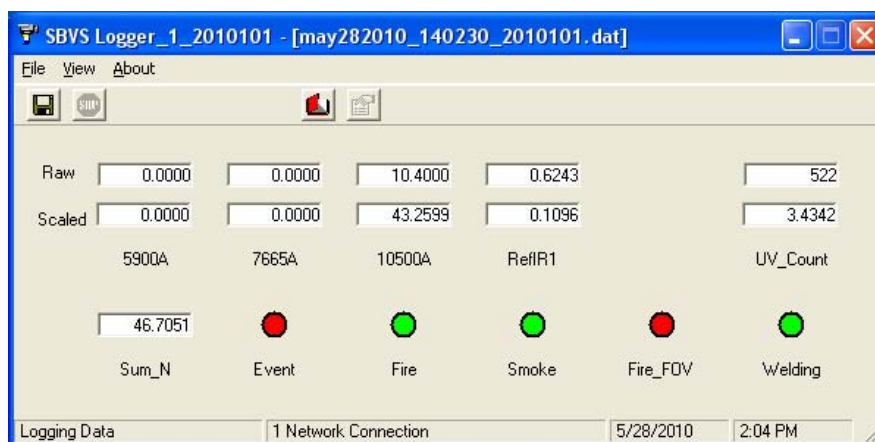 SBVS Logger_1_2010101 - [may282010_140230_2010101.dat]
File View About
STOP
Raw 0.0000 0.0000 10.4000 0.6243 522
Scaled 0.0000 0.0000 43.2599 0.1096 3.4342
5900A 7665A 10500A RefIR1 UV_Count
46.7051
Sum_N Event Fire Smoke Fire_FOV Welding
Logging Data 1 Network Connection 5/28/2010 2:04 PM